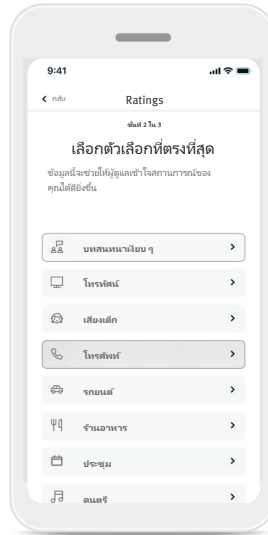 9:41
กลับ
Ratings
ขั้นที่ 2 ใน 3
เลือกตัวเลือกที่ตรงที่สุด
ข้อมูลนี้จะช่วยให้ผู้ดูแลเข้าใจสถานการณ์ของ
คุณได้ดียิ่งขึ้น
บทสนทนาเงียบ ๆ
โทรทัศน์
เสียงเด็ก
โทรศัพท์
รถยนต์
ร้านอาหาร
ประชุม
ดนตรี